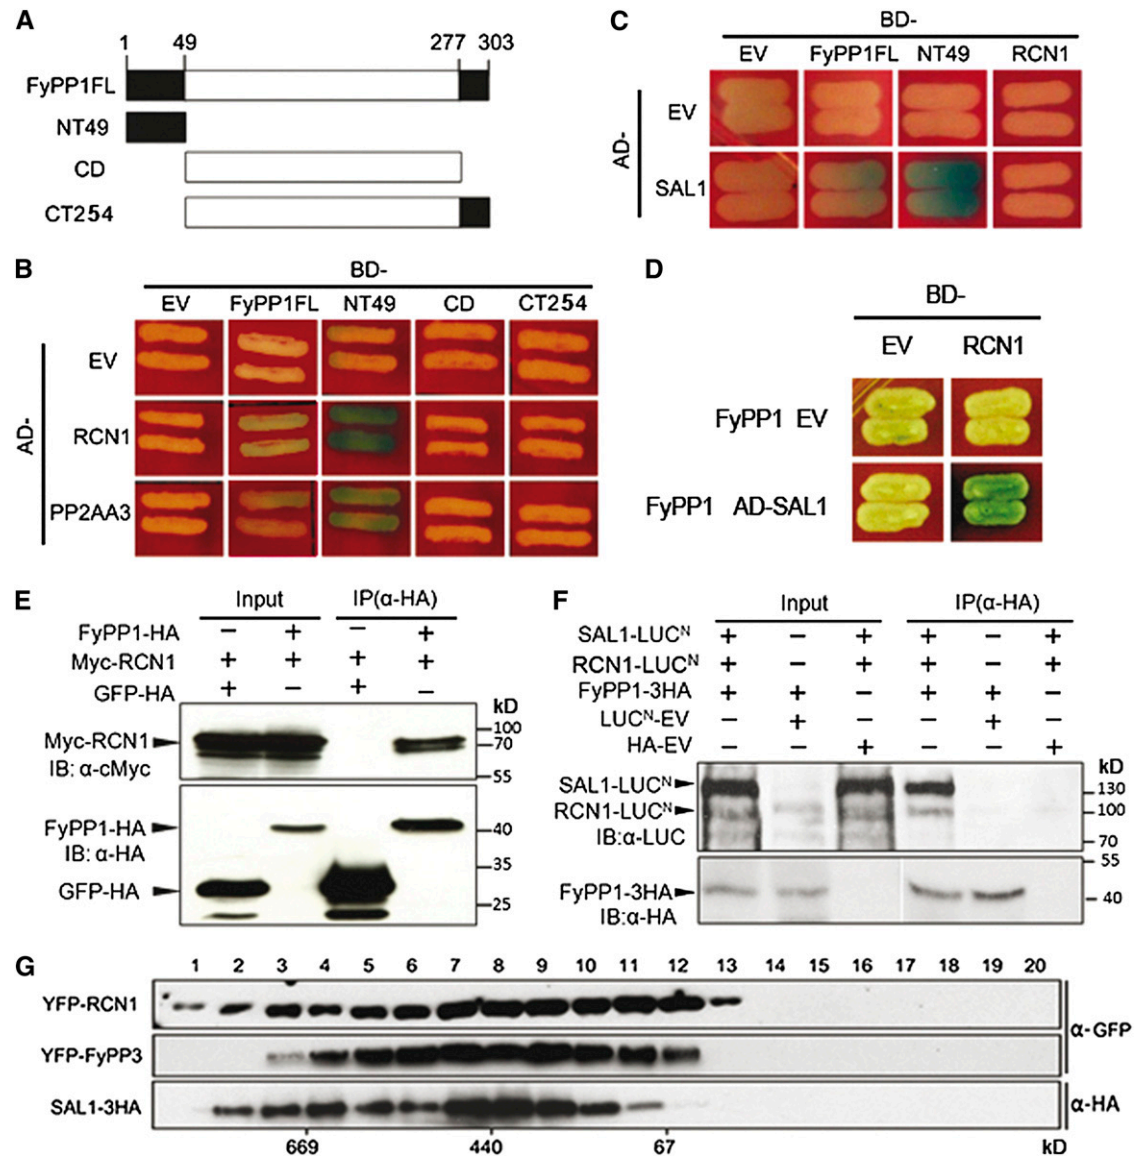 A
1 49 277 303
FyPP1FL
NT49
CD
CT254
B
BD-
EV FyPP1FL NT49 CD CT254
AD-
EV
RCN1
PP2AA3
C
BD-
EV FyPP1FL NT49 RCN1
AD-
EV
SAL1
D
BD-
EV RCN1
FyPP1 EV
FyPP1 AD-SAL1
E
Input IP(α-HA)
FyPP1-HA − + − +
Myc-RCN1 + + + +
GFP-HA + − + −
kD
Myc-RCN1
IB: α-cMyc
100
70
55
FyPP1-HA
IB: α-HA
GFP-HA
40
35
25
F
Input IP(α-HA)
SAL1-LUCᴺ + − + + − +
RCN1-LUCᴺ + − + + − +
FyPP1-3HA + + − + + −
LUCᴺ-EV − + − − + −
HA-EV − − + − − +
kD
SAL1-LUCᴺ
RCN1-LUCᴺ
IB:α-LUC
130
100
70
55
FyPP1-3HA
IB:α-HA
40
G
1 2 3 4 5 6 7 8 9 10 11 12 13 14 15 16 17 18 19 20
YFP-RCN1
YFP-FyPP3
α-GFP
SAL1-3HA
α-HA
669 440 67 kD